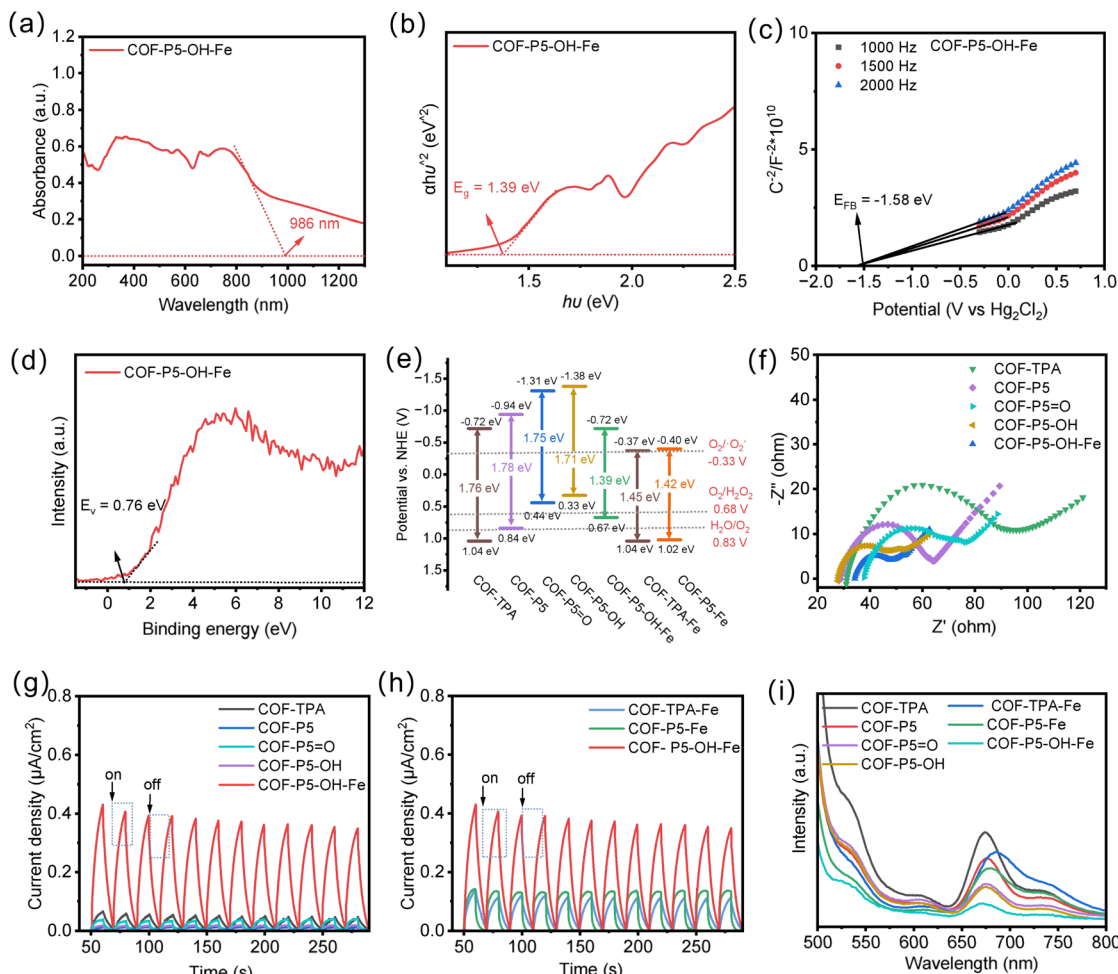 (a)
COF-P5-OH-Fe
Absorbance (a.u.)
1.2
1.0
0.8
0.6
0.4
0.2
0.0
986 nm
200 400 600 800 1000 1200
Wavelength (nm)
(b)
COF-P5-OH-Fe
αhυ^2 (eV^2)
Eg = 1.39 eV
1.5 2.0 2.5
hυ (eV)
(c)
1000 Hz
1500 Hz
2000 Hz
COF-P5-OH-Fe
C-2/F-2*10^10
10
5
0
EFB = -1.58 eV
-2.0 -1.5 -1.0 -0.5 0.0 0.5 1.0
Potential (V vs Hg2Cl2)
(d)
COF-P5-OH-Fe
Intensity (a.u.)
Ev = 0.76 eV
0 2 4 6 8 10 12
Binding energy (eV)
(e)
Potential vs. NHE (V)
-1.5
-1.0
-0.5
0.0
0.5
1.0
1.5
-0.72 eV
1.76 eV
1.04 eV
-0.94 eV
1.78 eV
0.84 eV
-1.31 eV
1.75 eV
0.44 eV
-1.38 eV
1.71 eV
0.33 eV
-0.72 eV
1.39 eV
0.67 eV
-0.37 eV
1.45 eV
1.04 eV
-0.40 eV
1.42 eV
1.02 eV
O2/·O2-
-0.33 V
O2/H2O2
0.68 V
H2O/O2
0.83 V
COF-TPA
COF-P5
COF-P5=O
COF-P5-OH
COF-P5-OH-Fe
COF-TPA-Fe
COF-P5-Fe
(f)
-Z'' (ohm)
50
40
30
20
10
0
COF-TPA
COF-P5
COF-P5=O
COF-P5-OH
COF-P5-OH-Fe
20 40 60 80 100 120
Z' (ohm)
(g)
Current density (µA/cm2)
0.8
0.6
0.4
0.2
0.0
COF-TPA
COF-P5
COF-P5=O
COF-P5-OH
COF-P5-OH-Fe
on
off
50 100 150 200 250
Time (s)
(h)
Current density (µA/cm2)
0.8
0.6
0.4
0.2
0.0
COF-TPA-Fe
COF-P5-Fe
COF- P5-OH-Fe
on
off
50 100 150 200 250
Time (s)
(i)
Intensity (a.u.)
COF-TPA
COF-P5
COF-P5=O
COF-P5-OH
COF-TPA-Fe
COF-P5-Fe
COF-P5-OH-Fe
500 550 600 650 700 750 800
Wavelength (nm)